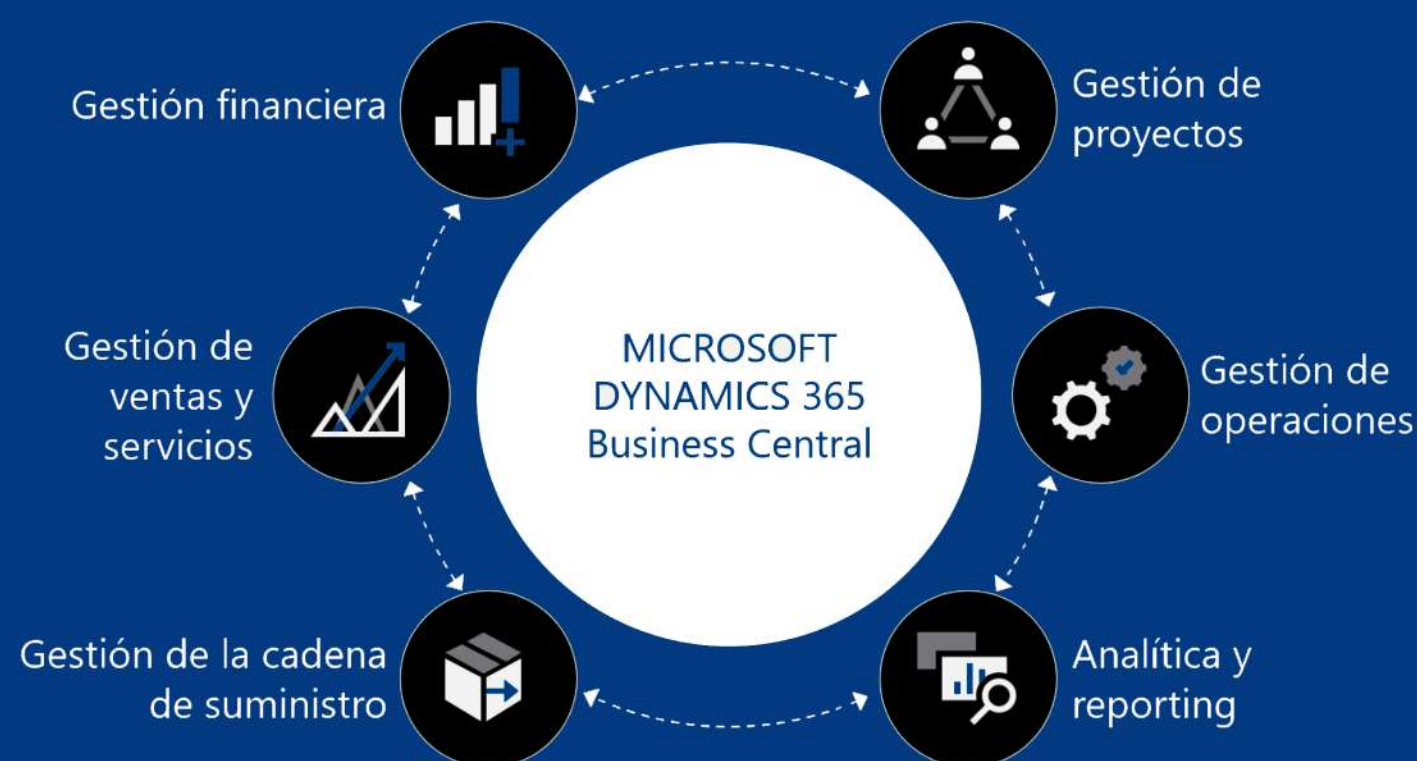 Gestión financiera
Gestión de
proyectos
Gestión de
ventas y
servicios
MICROSOFT
DYNAMICS 365
Business Central
Gestión de
operaciones
Gestión de la cadena
de suministro
Analítica y
reporting